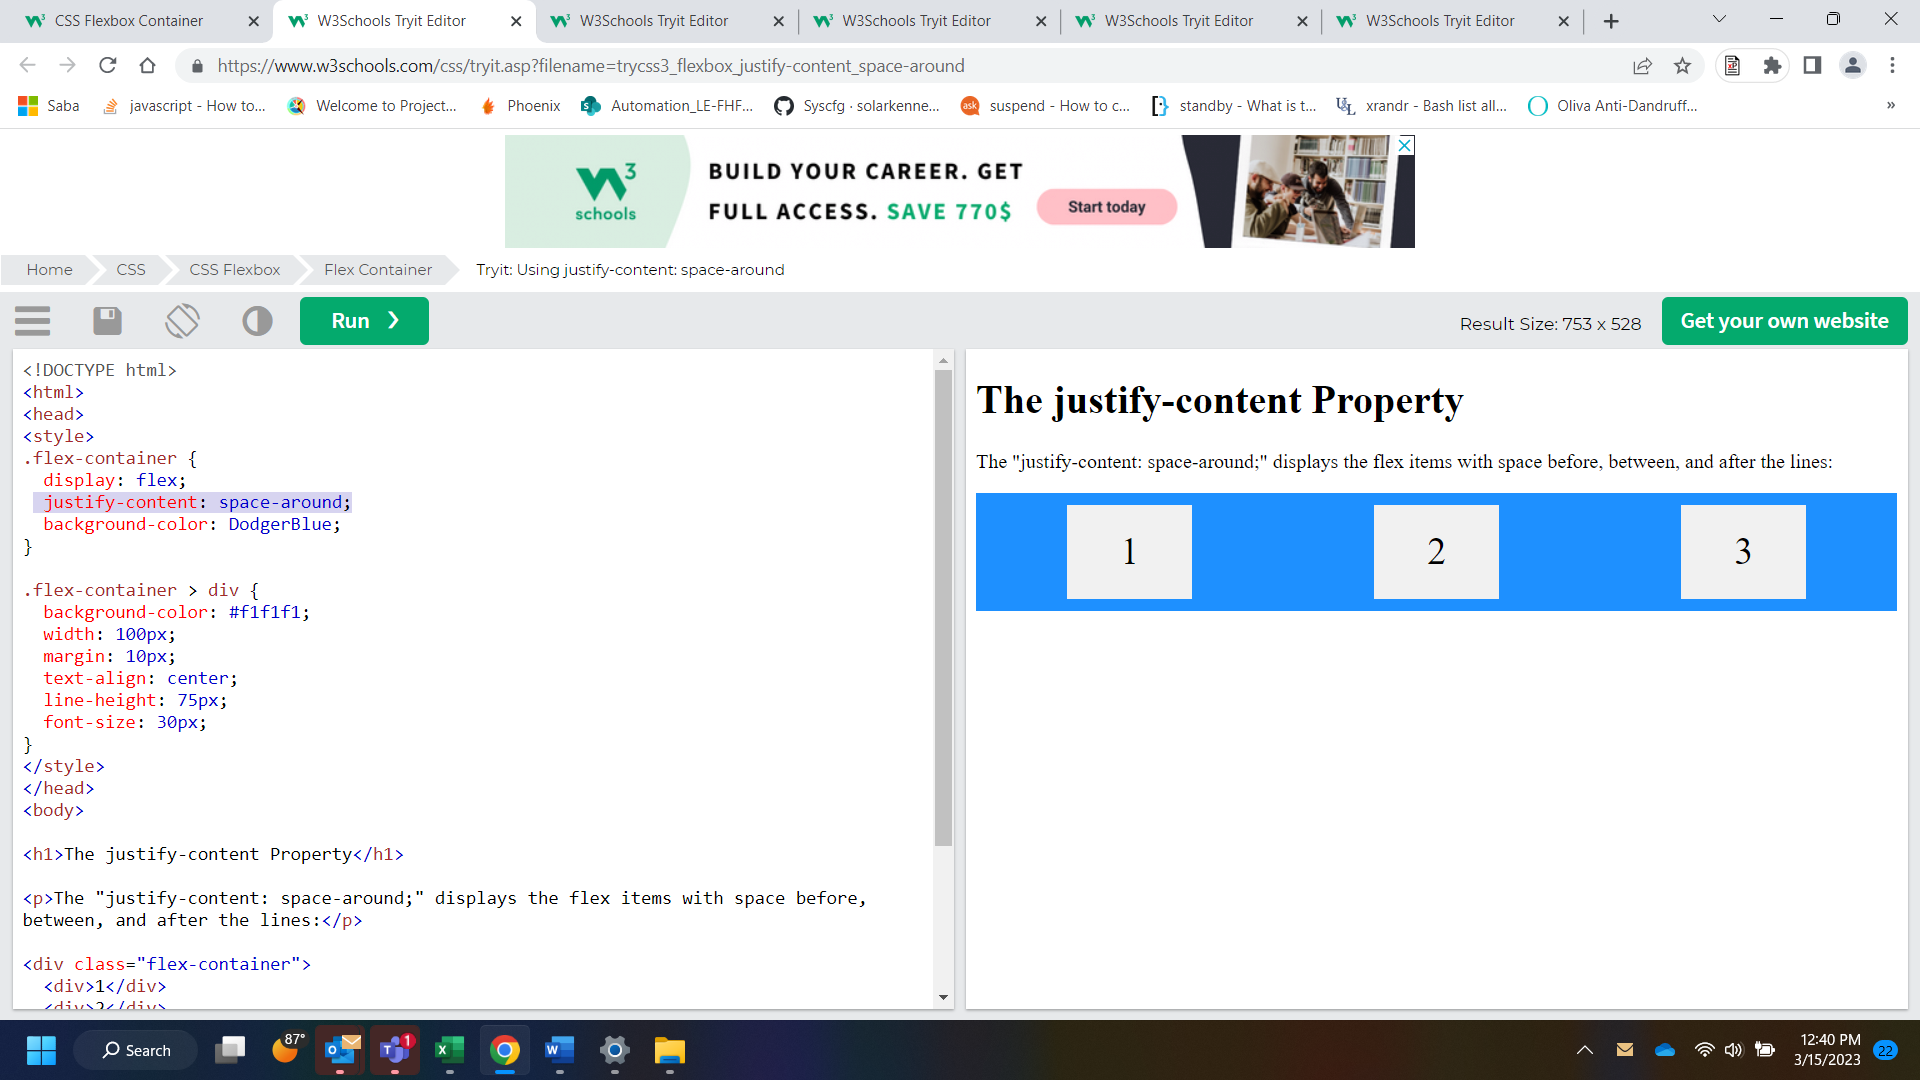 CSS Flexbox Container
W3Schools Tryit Editor
W3Schools Tryit Editor
W3Schools Tryit Editor
W3Schools Tryit Editor
W3Schools Tryit Editor
https://www.w3schools.com/css/tryit.asp?filename=trycss3_flexbox_justify-content_space-around
Saba
javascript - How to...
Welcome to Project...
Phoenix
Automation_LE-FHF...
Syscfg · solarkenne...
ask
suspend - How to c...
standby - What is t...
U&L
xrandr - Bash list all...
Oliva Anti-Dandruff...
»
W3
schools
BUILD YOUR CAREER. GET
FULL ACCESS. SAVE 770$
Start today
Home
CSS
CSS Flexbox
Flex Container
Tryit: Using justify-content: space-around
Run ❯
Result Size: 753 x 528
Get your own website
<!DOCTYPE html>
<html>
<head>
<style>
.flex-container {
  display: flex;
  justify-content: space-around;
  background-color: DodgerBlue;
}

.flex-container > div {
  background-color: #f1f1f1;
  width: 100px;
  margin: 10px;
  text-align: center;
  line-height: 75px;
  font-size: 30px;
}
</style>
</head>
<body>

<h1>The justify-content Property</h1>

<p>The "justify-content: space-around;" displays the flex items with space before,
between, and after the lines:</p>

<div class="flex-container">
  <div>1</div>
  <div>2</div>
The justify-content Property
The "justify-content: space-around;" displays the flex items with space before, between, and after the lines:
1
2
3
Search
87°
1
12:40 PM
3/15/2023
22